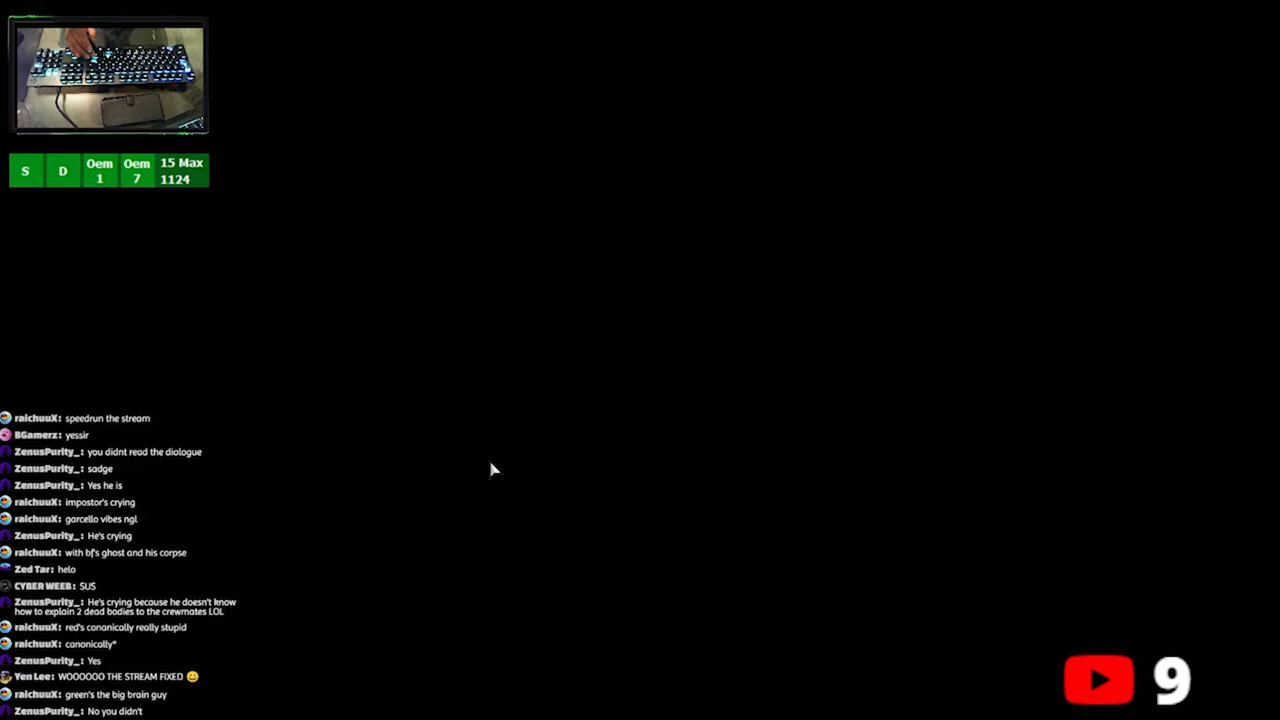 S
D
Oem
1
Oem
7
15 Max
1124
raichuuX: speedrun the stream
BGamerz: yessir
ZenusPurity_: you didnt read the dialogue
ZenusPurity_: sadge
ZenusPurity_: Yes he is
raichuuX: impostor's crying
raichuuX: garcello vibes ngl
ZenusPurity_: He's crying
raichuuX: with bf's ghost and his corpse
Zed Tar: helo
CYBER WEEB: SUS
ZenusPurity_: He's crying because he doesn't know
how to explain 2 dead bodies to the crewmates LOL
raichuuX: red's conanically really stupid
raichuuX: canonically*
ZenusPurity_: Yes
Yen Lee: WOOOOOO THE STREAM FIXED 😀
raichuuX: green's the big brain guy
ZenusPurity_: No you didn't
9